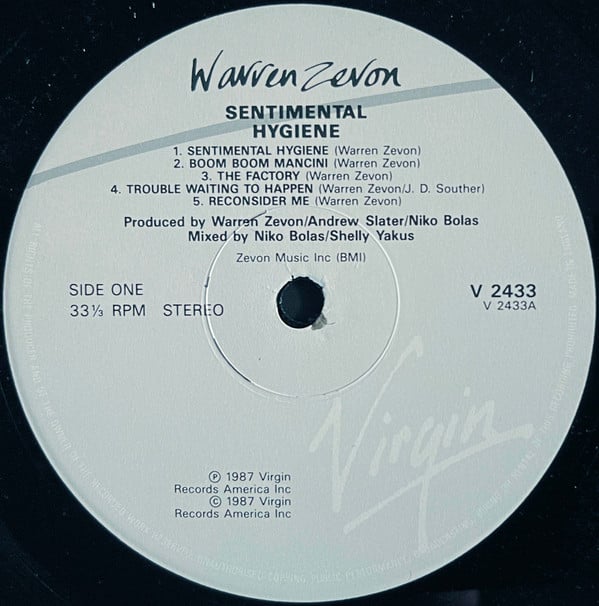 Warren Zevon
SENTIMENTAL
HYGIENE
1. SENTIMENTAL HYGIENE (Warren Zevon)
2. BOOM BOOM MANCINI (Warren Zevon)
3. THE FACTORY (Warren Zevon)
4. TROUBLE WAITING TO HAPPEN (Warren Zevon/J. D. Souther)
5. RECONSIDER ME (Warren Zevon)
Produced by Warren Zevon/Andrew Slater/Niko Bolas
Mixed by Niko Bolas/Shelly Yakus
Zevon Music Inc (BMI)
SIDE ONE
33⅓ RPM STEREO
V 2433
V 2433A
Virgin
Ⓟ 1987 Virgin
Records America Inc
© 1987 Virgin
Records America Inc